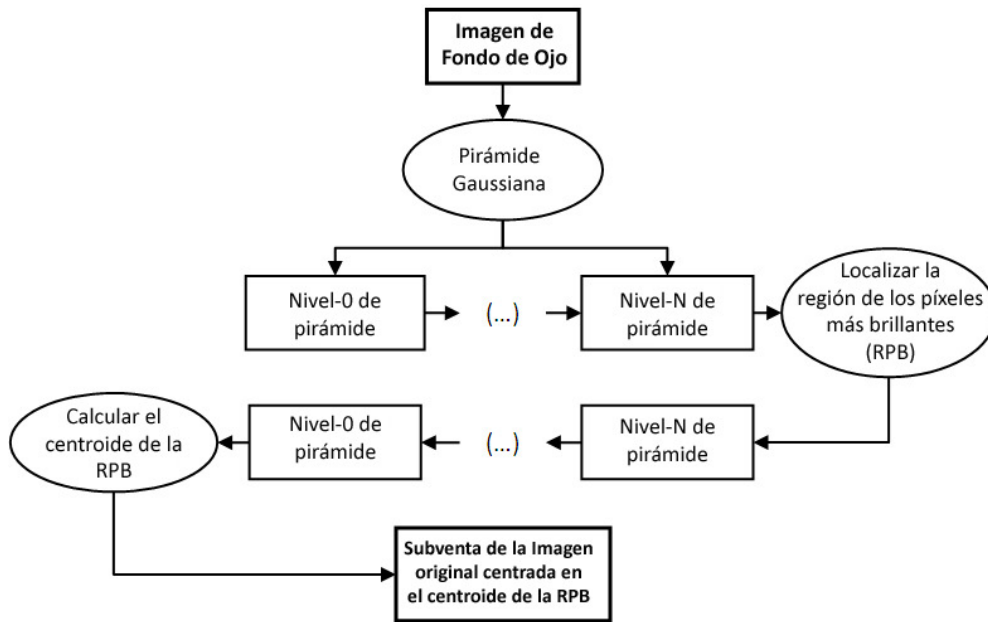 Imagen de
Fondo de Ojo
Pirámide
Gaussiana
Nivel-0 de
pirámide
(...)
Nivel-N de
pirámide
Localizar la
región de los píxeles
más brillantes
(RPB)
Calcular el
centroide de la
RPB
Nivel-0 de
pirámide
(...)
Nivel-N de
pirámide
Subventa de la Imagen
original centrada en
el centroide de la RPB